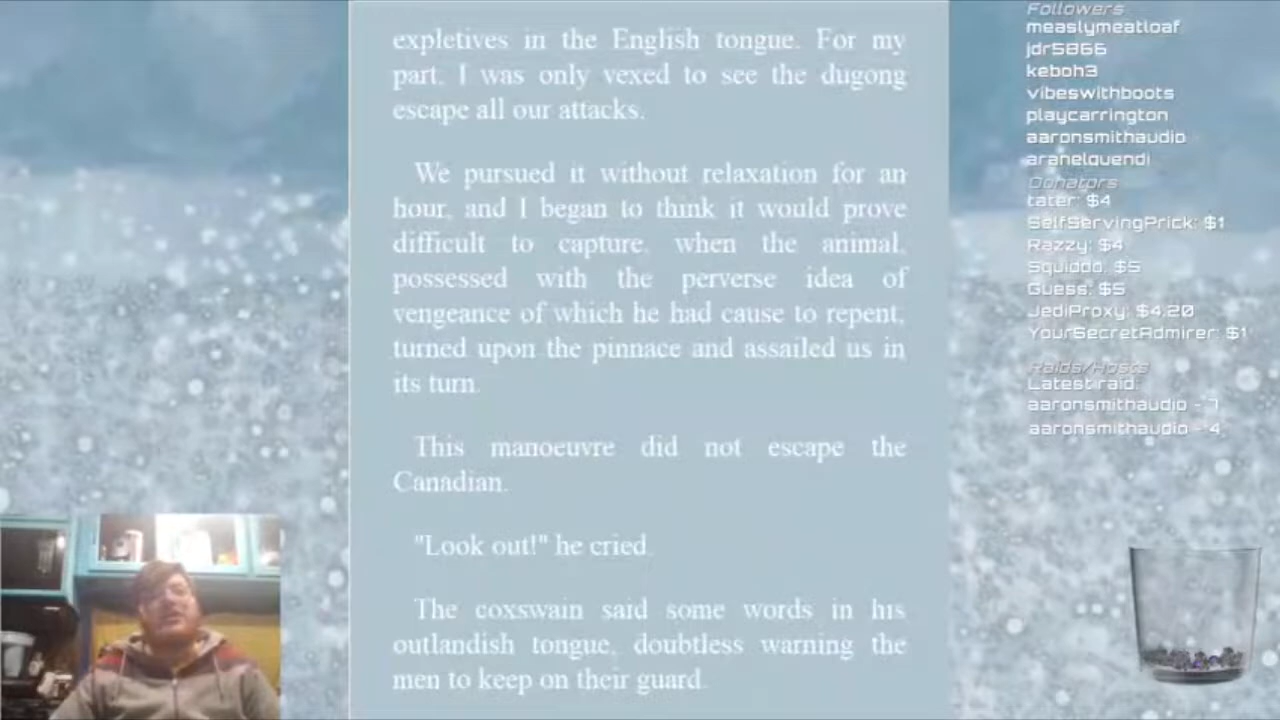 expletives in the English tongue. For my
part, I was only vexed to see the dugong
escape all our attacks.
We pursued it without relaxation for an
hour, and I began to think it would prove
difficult to capture, when the animal,
possessed with the perverse idea of
vengeance of which he had cause to repent,
turned upon the pinnace and assailed us in
its turn.
This manoeuvre did not escape the
Canadian.
"Look out!" he cried.
The coxswain said some words in his
outlandish tongue, doubtless warning the
men to keep on their guard.
Followers
measlymeatloaf
jdr5866
keboh3
vibeswithboots
playcarrington
aaronsmithaudio
aranelquendi
Donators
tater: $4
SelfServingPrick: $1
Razzy: $4
Squiddo: $5
Guess: $5
JediProxy: $4.20
YourSecretAdmirer: $1
Raids/Hosts
Latest raid:
aaronsmithaudio - 7
aaronsmithaudio - 4